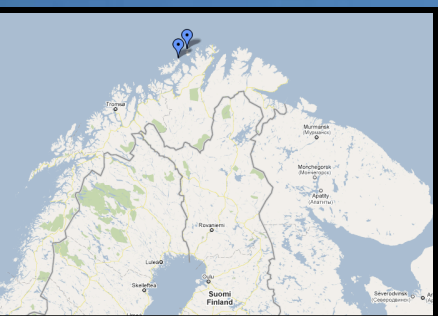 Tromsø
Murmansk
(Мурманск)
Monchegorsk
(Мончегорск)
Apatity
(Апатиты)
Rovaniemi
Luleå
Oulu
Skellefteå
Suomi
Finland
Severodvinsk
(Северодвинск)